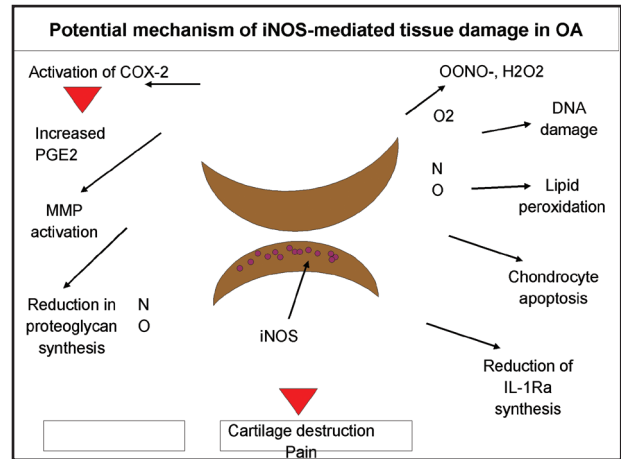 Potential mechanism of iNOS-mediated tissue damage in OA
Activation of COX-2
Increased
PGE2
MMP
activation
Reduction in
proteoglycan
synthesis
N
O
iNOS
OONO-, H2O2
O2
DNA
damage
N
O
Lipid
peroxidation
Chondrocyte
apoptosis
Reduction of
IL-1Ra
synthesis
Cartilage destruction
Pain